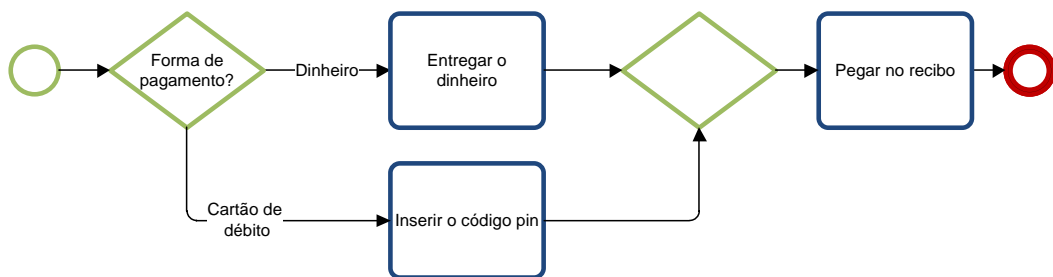 Forma de
pagamento?
Dinheiro
Entregar o
dinheiro
Pegar no recibo
Cartão de
débito
Inserir o código pin